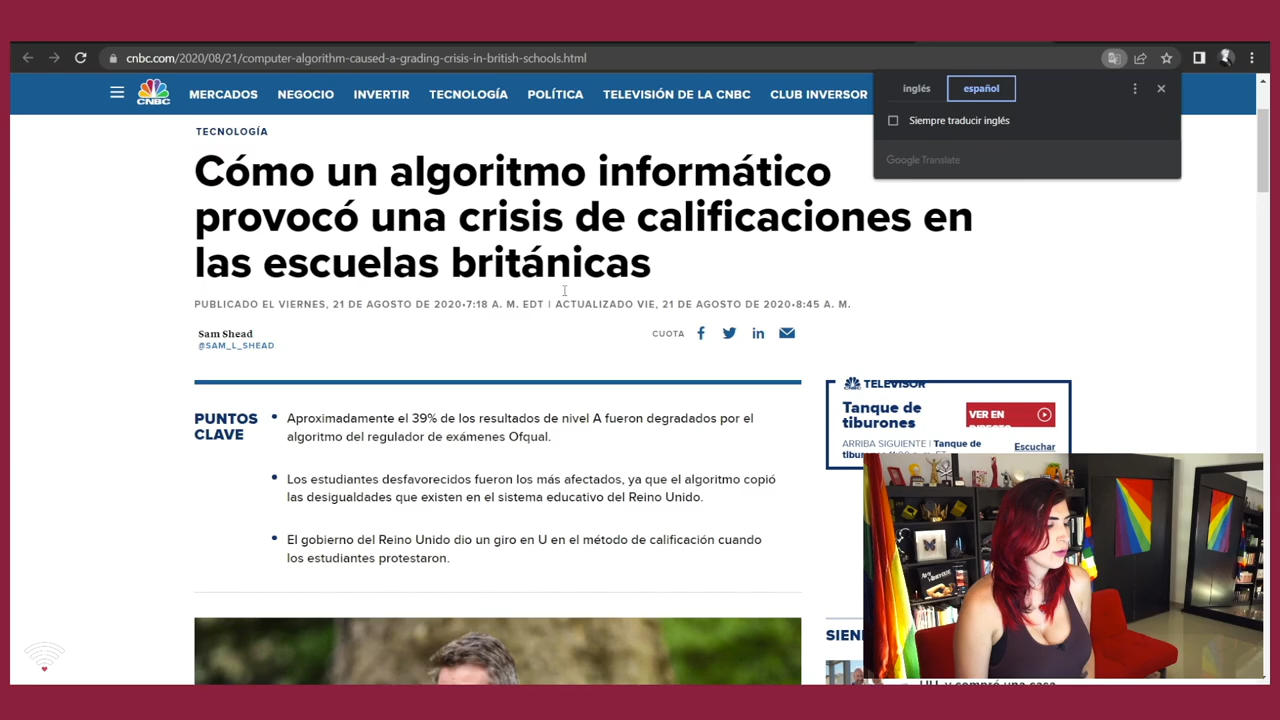 cnbc.com/2020/08/21/computer-algorithm-caused-a-grading-crisis-in-british-schools.html
inglés español
Siempre traducir inglés
Google Translate
CNBC
MERCADOS NEGOCIO INVERTIR TECNOLOGÍA POLÍTICA TELEVISIÓN DE LA CNBC CLUB INVERSOR
TECNOLOGÍA
Cómo un algoritmo informático
provocó una crisis de calificaciones en
las escuelas británicas
PUBLICADO EL VIERNES, 21 DE AGOSTO DE 2020•7:18 A. M. EDT | ACTUALIZADO VIE, 21 DE AGOSTO DE 2020•8:45 A. M.
Sam Shead
@SAM_L_SHEAD
CUOTA
PUNTOS
CLAVE
Aproximadamente el 39% de los resultados de nivel A fueron degradados por el
algoritmo del regulador de exámenes Ofqual.
Los estudiantes desfavorecidos fueron los más afectados, ya que el algoritmo copió
las desigualdades que existen en el sistema educativo del Reino Unido.
El gobierno del Reino Unido dio un giro en U en el método de calificación cuando
los estudiantes protestaron.
TELEVISOR
Tanque de
tiburones
VER EN
DIRECTO
ARRIBA SIGUIENTE | Tanque de
Escuchar